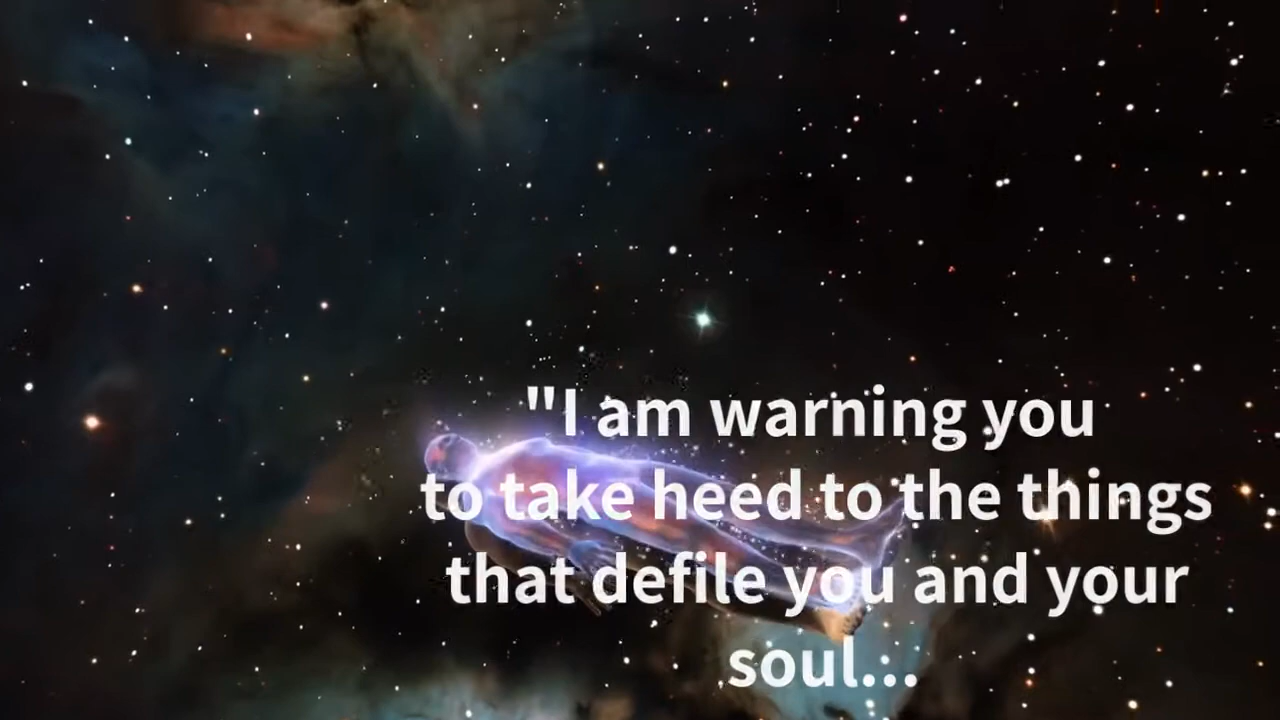 "I am warning you
to take heed to the things
that defile you and your
soul...